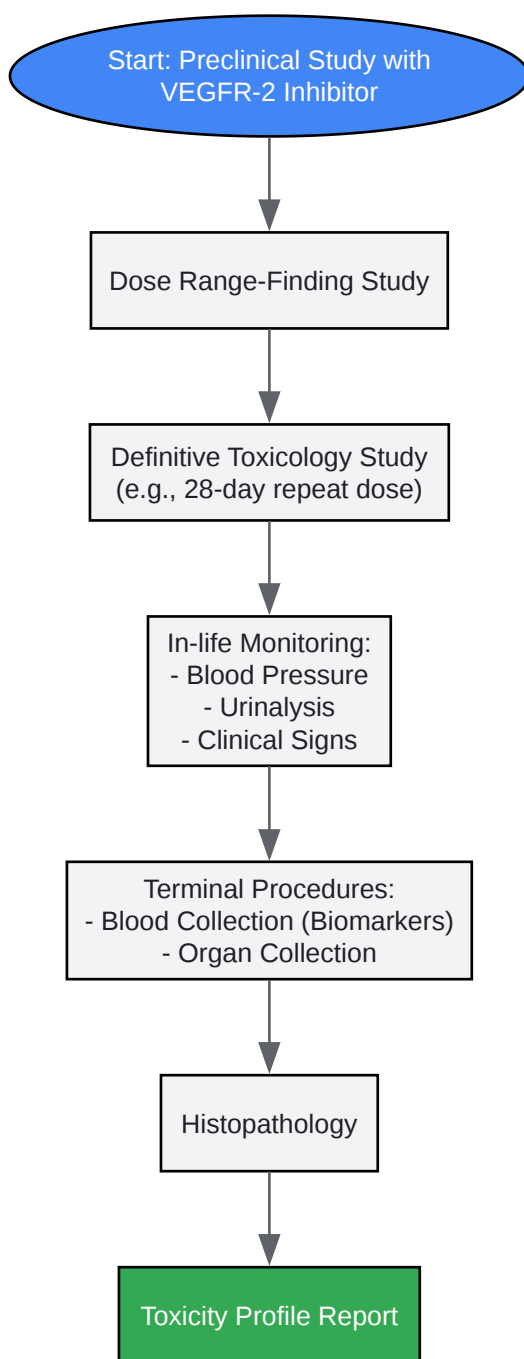 Start: Preclinical Study with
VEGFR-2 Inhibitor
Dose Range-Finding Study
Definitive Toxicology Study
(e.g., 28-day repeat dose)
In-life Monitoring:
- Blood Pressure
- Urinalysis
- Clinical Signs
Terminal Procedures:
- Blood Collection (Biomarkers)
- Organ Collection
Histopathology
Toxicity Profile Report